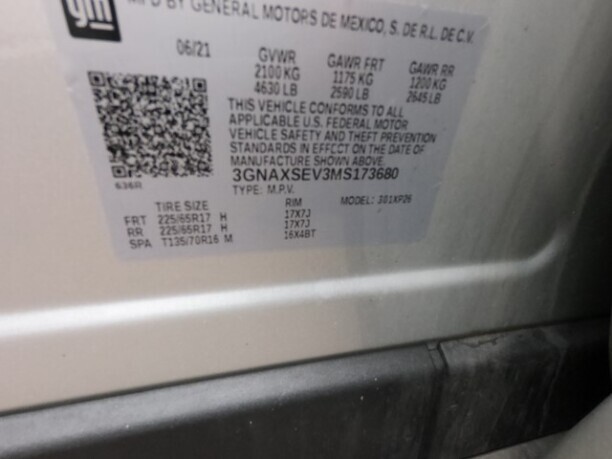 gm
MFD BY GENERAL MOTORS DE MEXICO, S. DE R.L. DE C.V.
06/21 GVWR GAWR FRT GAWR RR
2100 KG 1175 KG 1200 KG
4630 LB 2590 LB 2645 LB
THIS VEHICLE CONFORMS TO ALL
APPLICABLE U.S. FEDERAL MOTOR
VEHICLE SAFETY AND THEFT PREVENTION
STANDARDS IN EFFECT ON THE DATE OF
MANUFACTURE SHOWN ABOVE.
3GNAXSEV3MS173680
636R TYPE: M.P.V.
TIRE SIZE RIM MODEL: 301XP26
FRT 225/65R17 H 17X7J
RR 225/65R17 H 17X7J
SPA T135/70R16 M 16X4BT